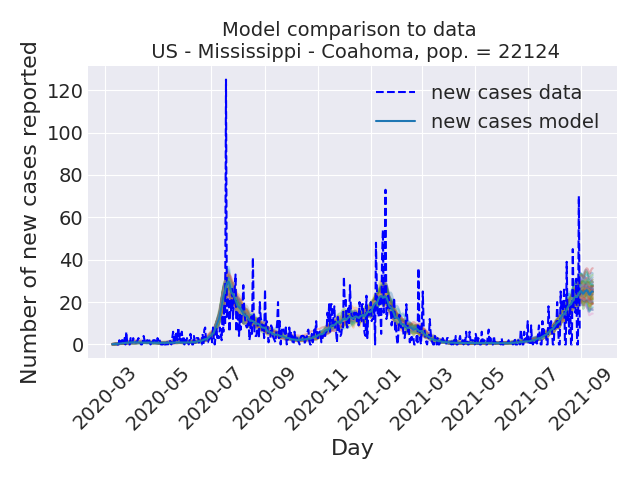 Model comparison to data
US - Mississippi - Coahoma, pop. = 22124
Number of new cases reported
120
100
80
60
40
20
0
new cases data
new cases model
2020-03
2020-05
2020-07
2020-09
2020-11
2021-01
2021-03
2021-05
2021-07
2021-09
Day